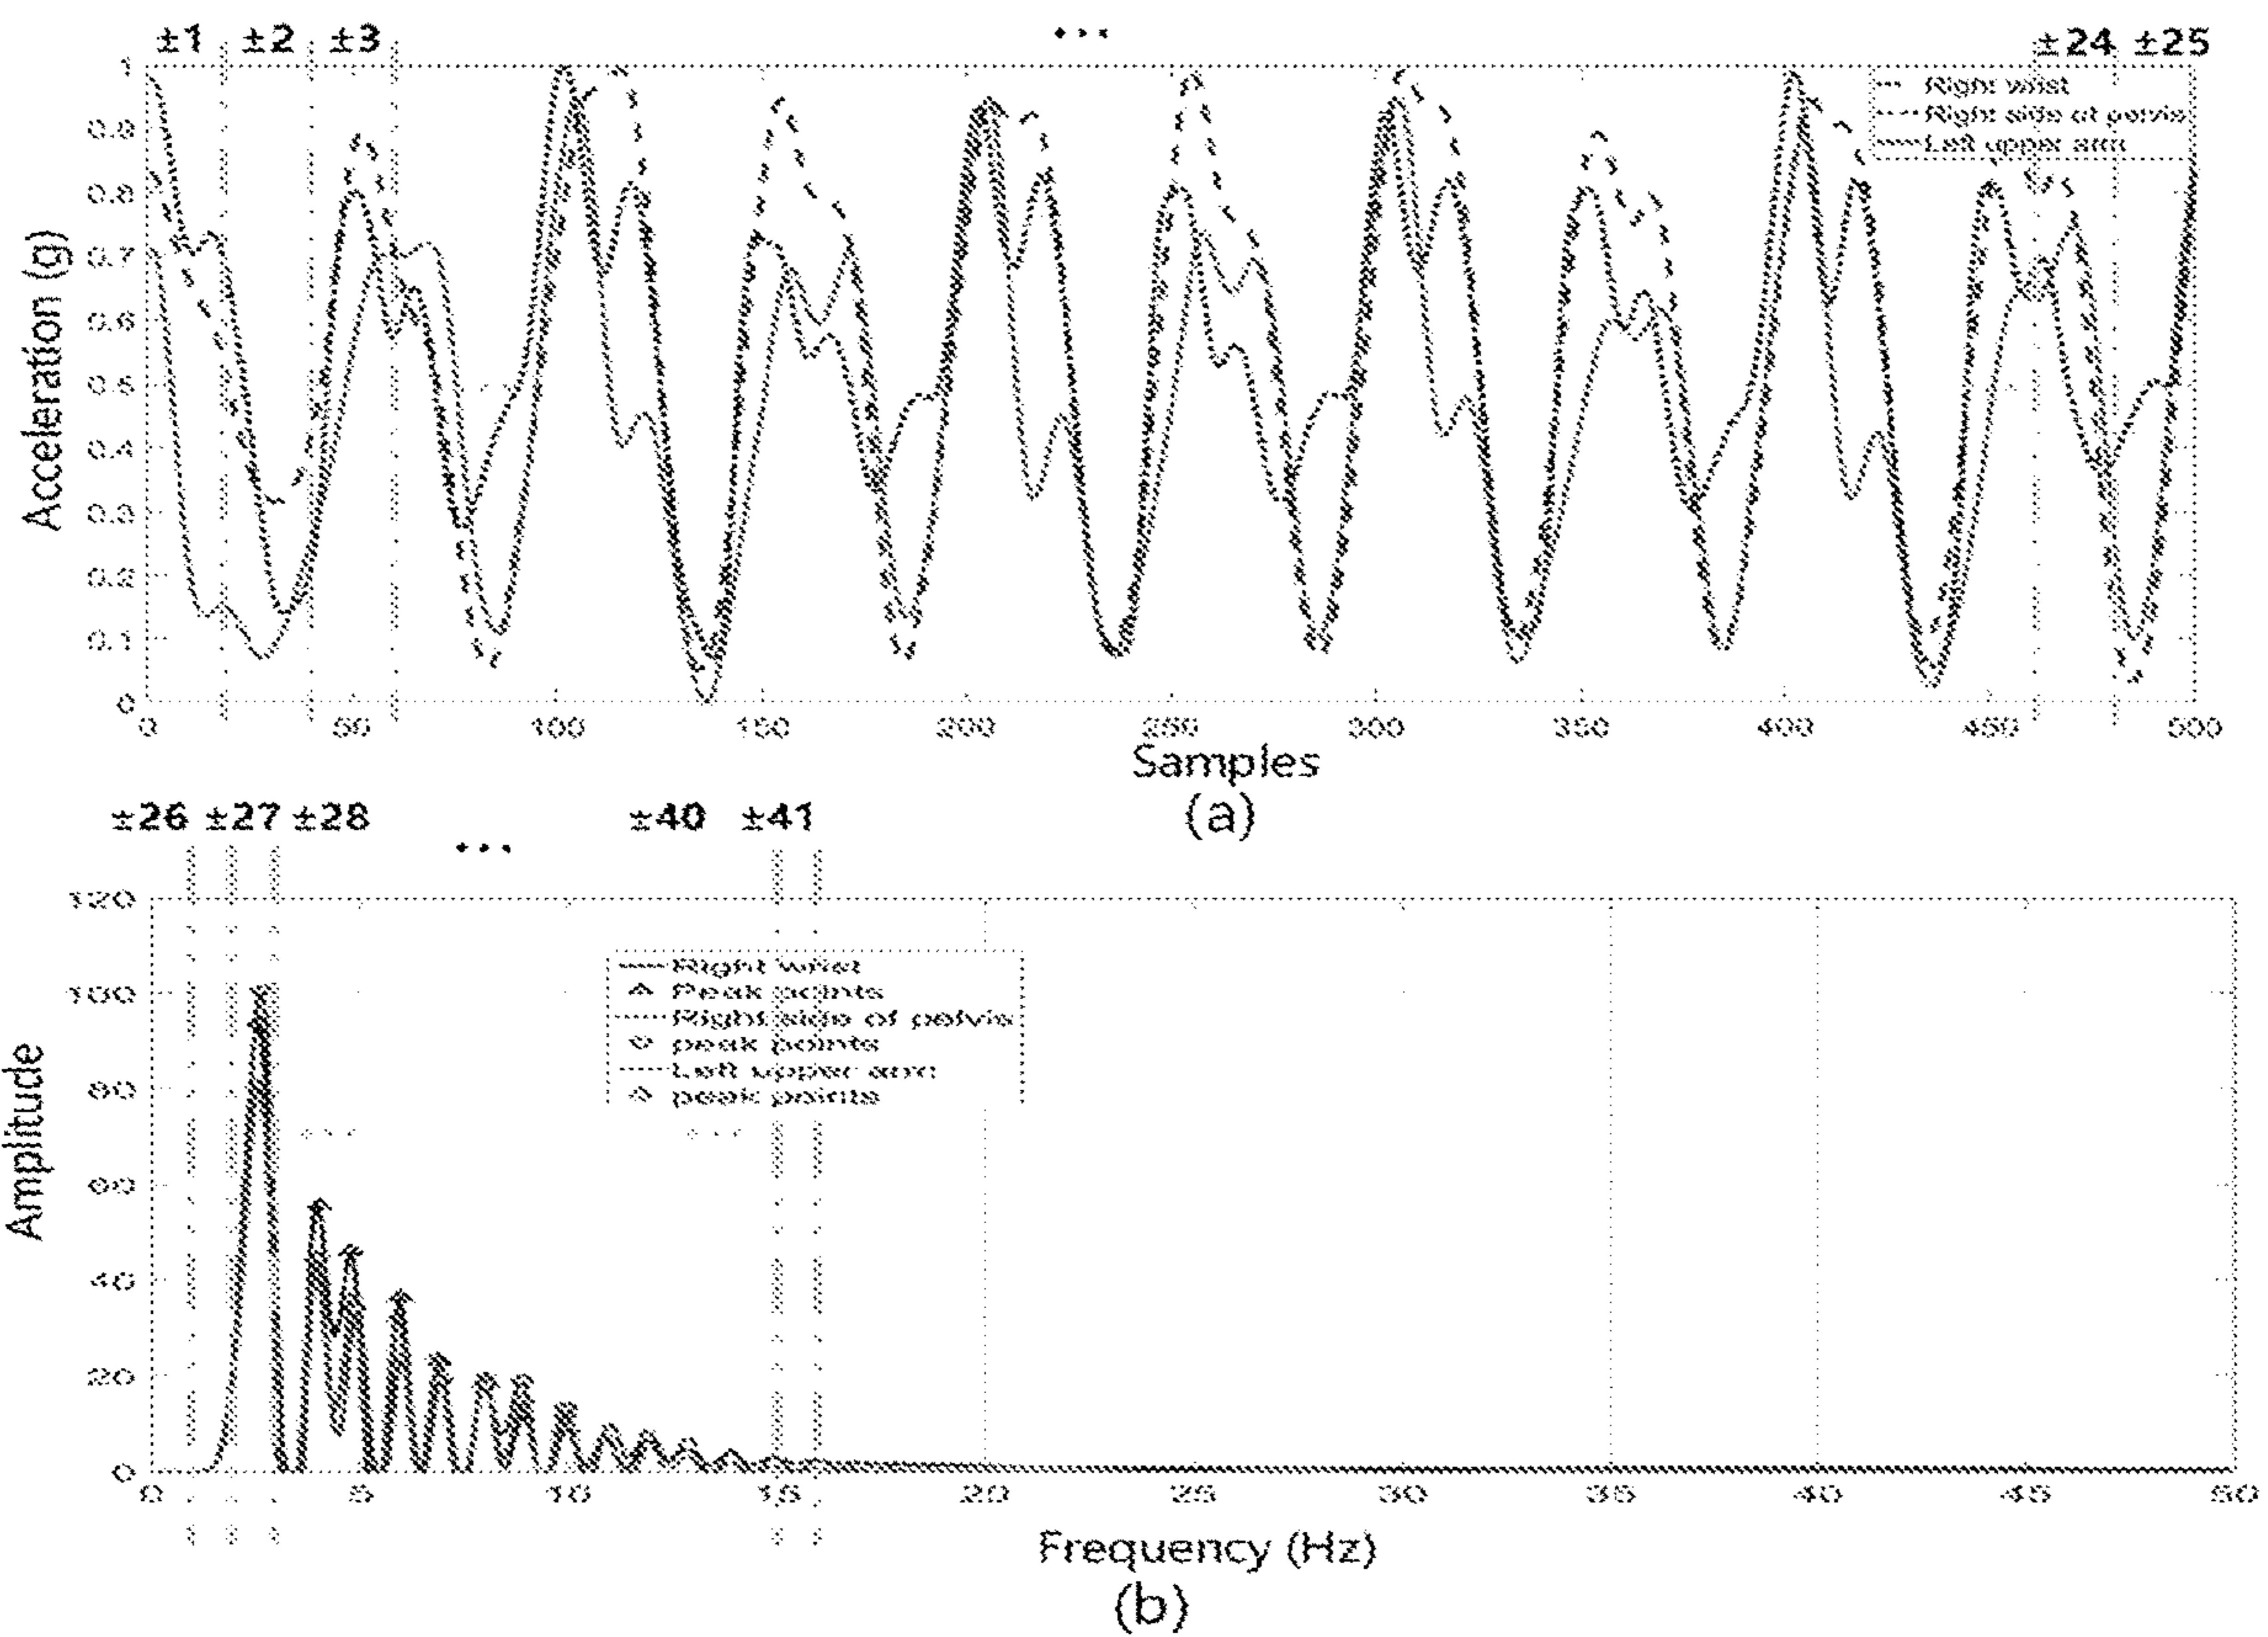 ±1 ±2 ±3 ... ±24 ±25
1
0.9
0.8
0.7
0.6
0.5
0.4
0.3
0.2
0.1
0
Acceleration (g)
Right wrist
Right side of pelvis
Left upper arm
0 50 100 150 200 250 300 350 400 450 500
Samples
(a)
±26 ±27 ±28 ... ±40 ±41
120
100
80
60
40
20
0
Amplitude
Right wrist
Peak points
Right side of pelvis
peak points
Left upper arm
peak points
0 5 10 15 20 25 30 35 40 45 50
Frequency (Hz)
(b)